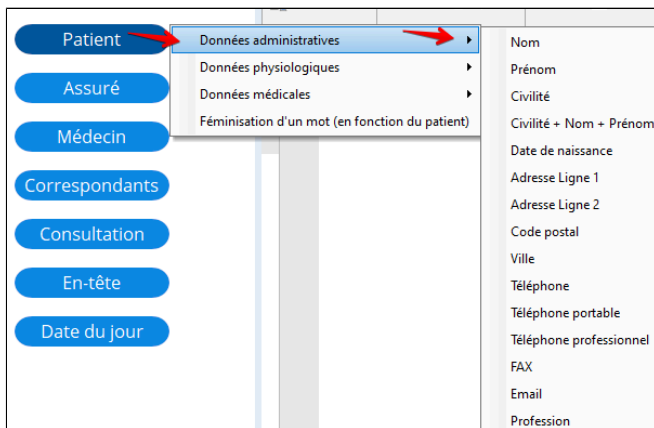 Patient
Assuré
Médecin
Correspondants
Consultation
En-tête
Date du jour
Données administratives
Données physiologiques
Données médicales
Féminisation d'un mot (en fonction du patient)
Nom
Prénom
Civilité
Civilité + Nom + Prénom
Date de naissance
Adresse Ligne 1
Adresse Ligne 2
Code postal
Ville
Téléphone
Téléphone portable
Téléphone professionnel
FAX
Email
Profession